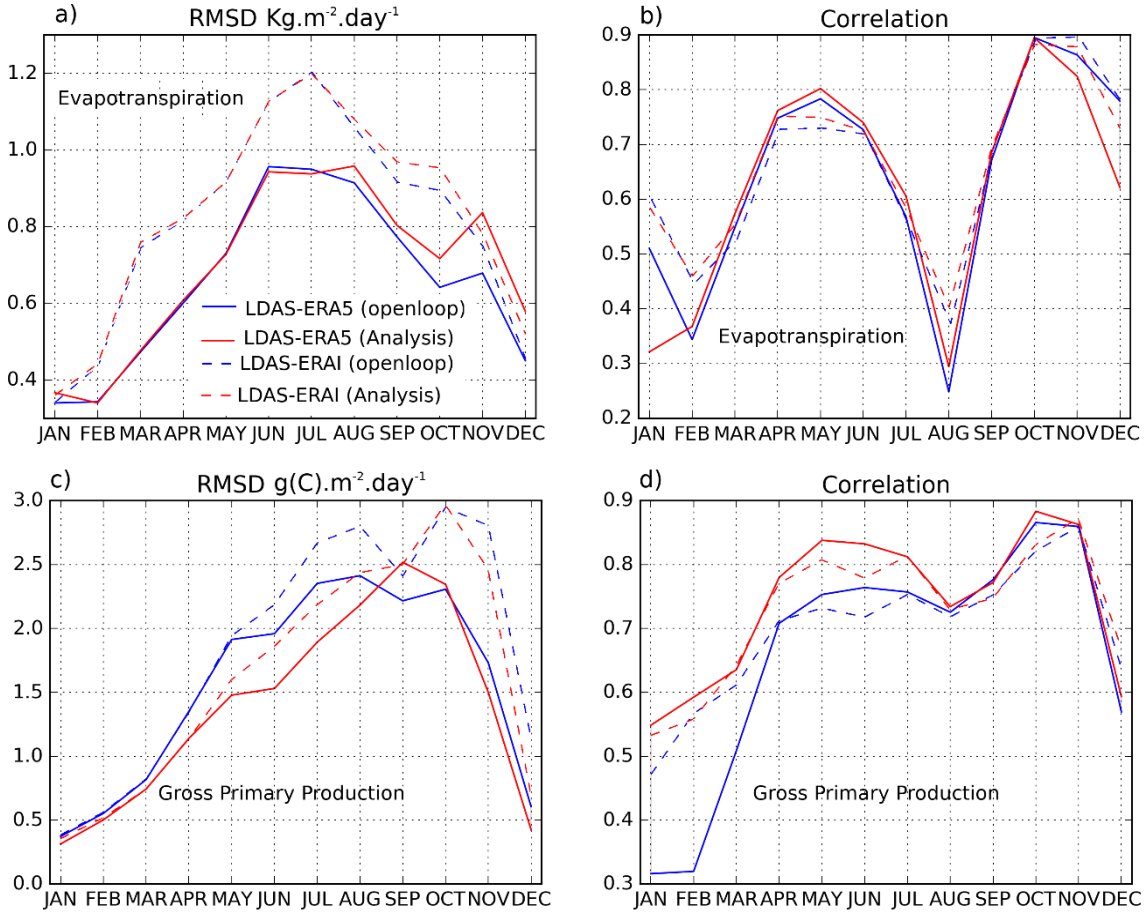 a) RMSD Kg.m⁻².day⁻¹
1.2
1.0
0.8
0.6
0.4
Evapotranspiration
LDAS-ERA5 (openloop)
LDAS-ERA5 (Analysis)
LDAS-ERAI (openloop)
LDAS-ERAI (Analysis)
JAN FEB MAR APR MAY JUN JUL AUG SEP OCT NOV DEC
b) Correlation
0.9
0.8
0.7
0.6
0.5
0.4
0.3
0.2
Evapotranspiration
JAN FEB MAR APR MAY JUN JUL AUG SEP OCT NOV DEC
c) RMSD g(C).m⁻².day⁻¹
3.0
2.5
2.0
1.5
1.0
0.5
0.0
Gross Primary Production
JAN FEB MAR APR MAY JUN JUL AUG SEP OCT NOV DEC
d) Correlation
0.9
0.8
0.7
0.6
0.5
0.4
0.3
Gross Primary Production
JAN FEB MAR APR MAY JUN JUL AUG SEP OCT NOV DEC